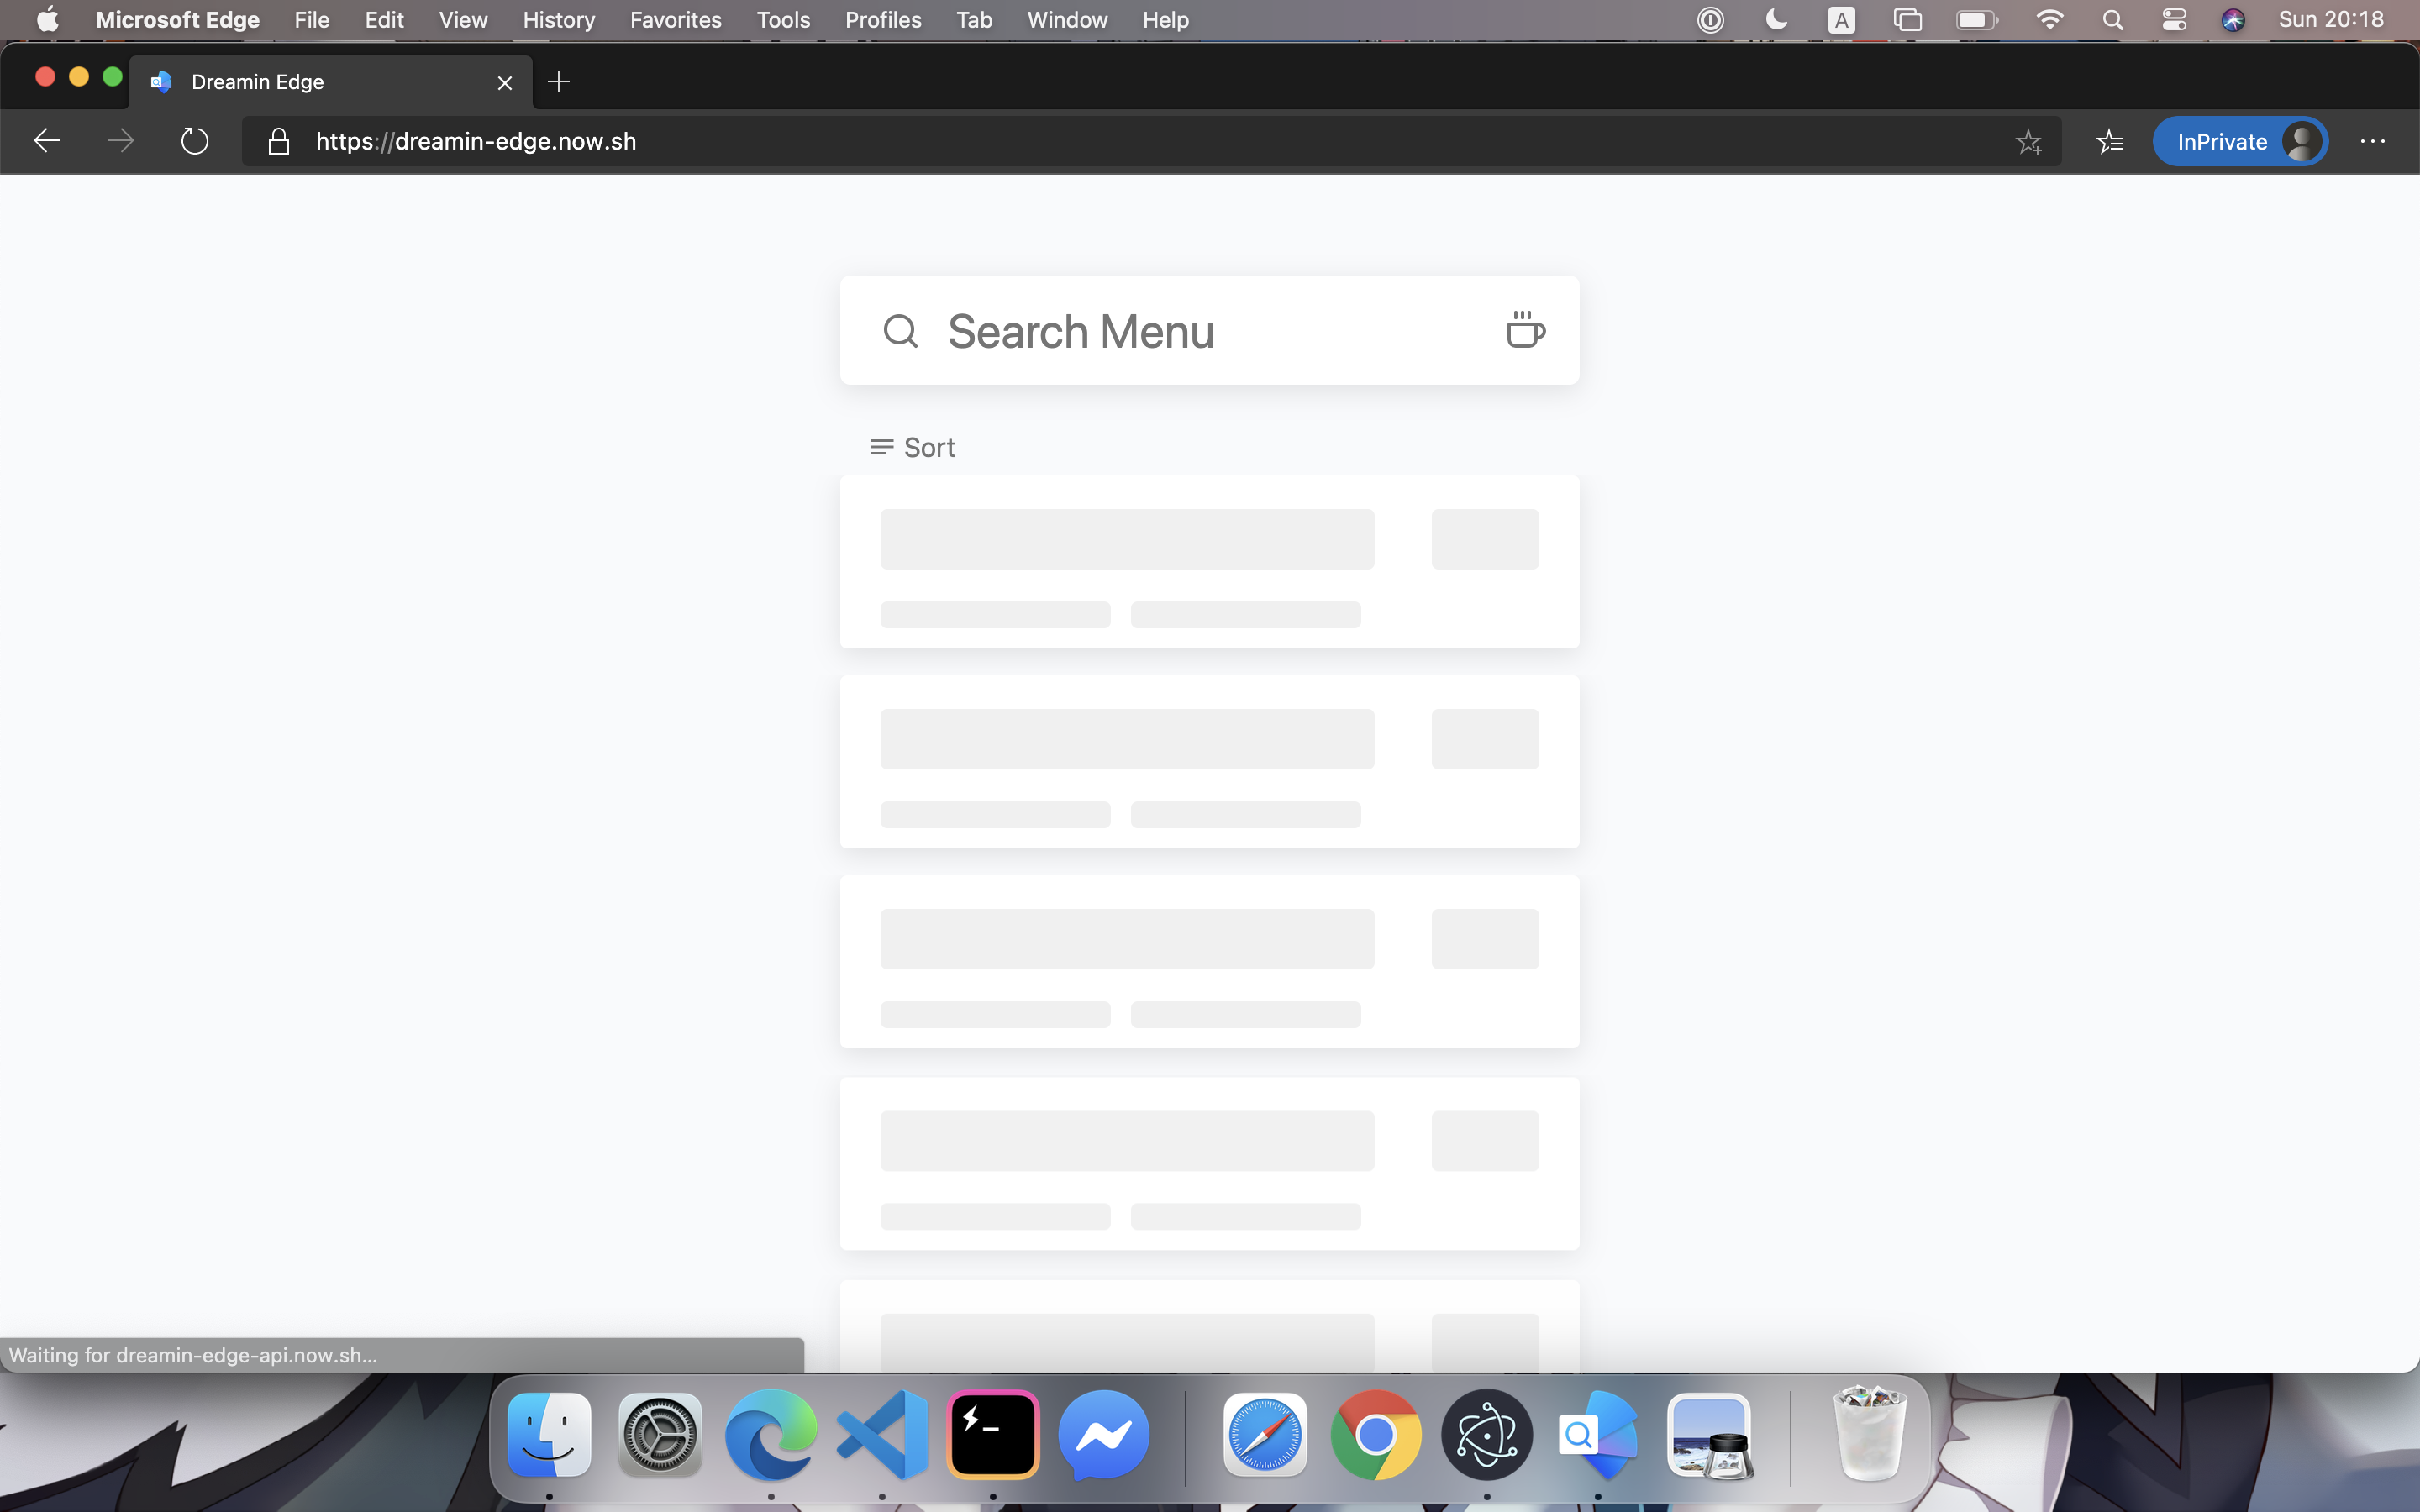 Microsoft Edge File Edit View History Favorites Tools Profiles Tab Window Help A Sun 20:18
Dreamin Edge
https://dreamin-edge.now.sh InPrivate
Search Menu
Sort
Waiting for dreamin-edge-api.now.sh...